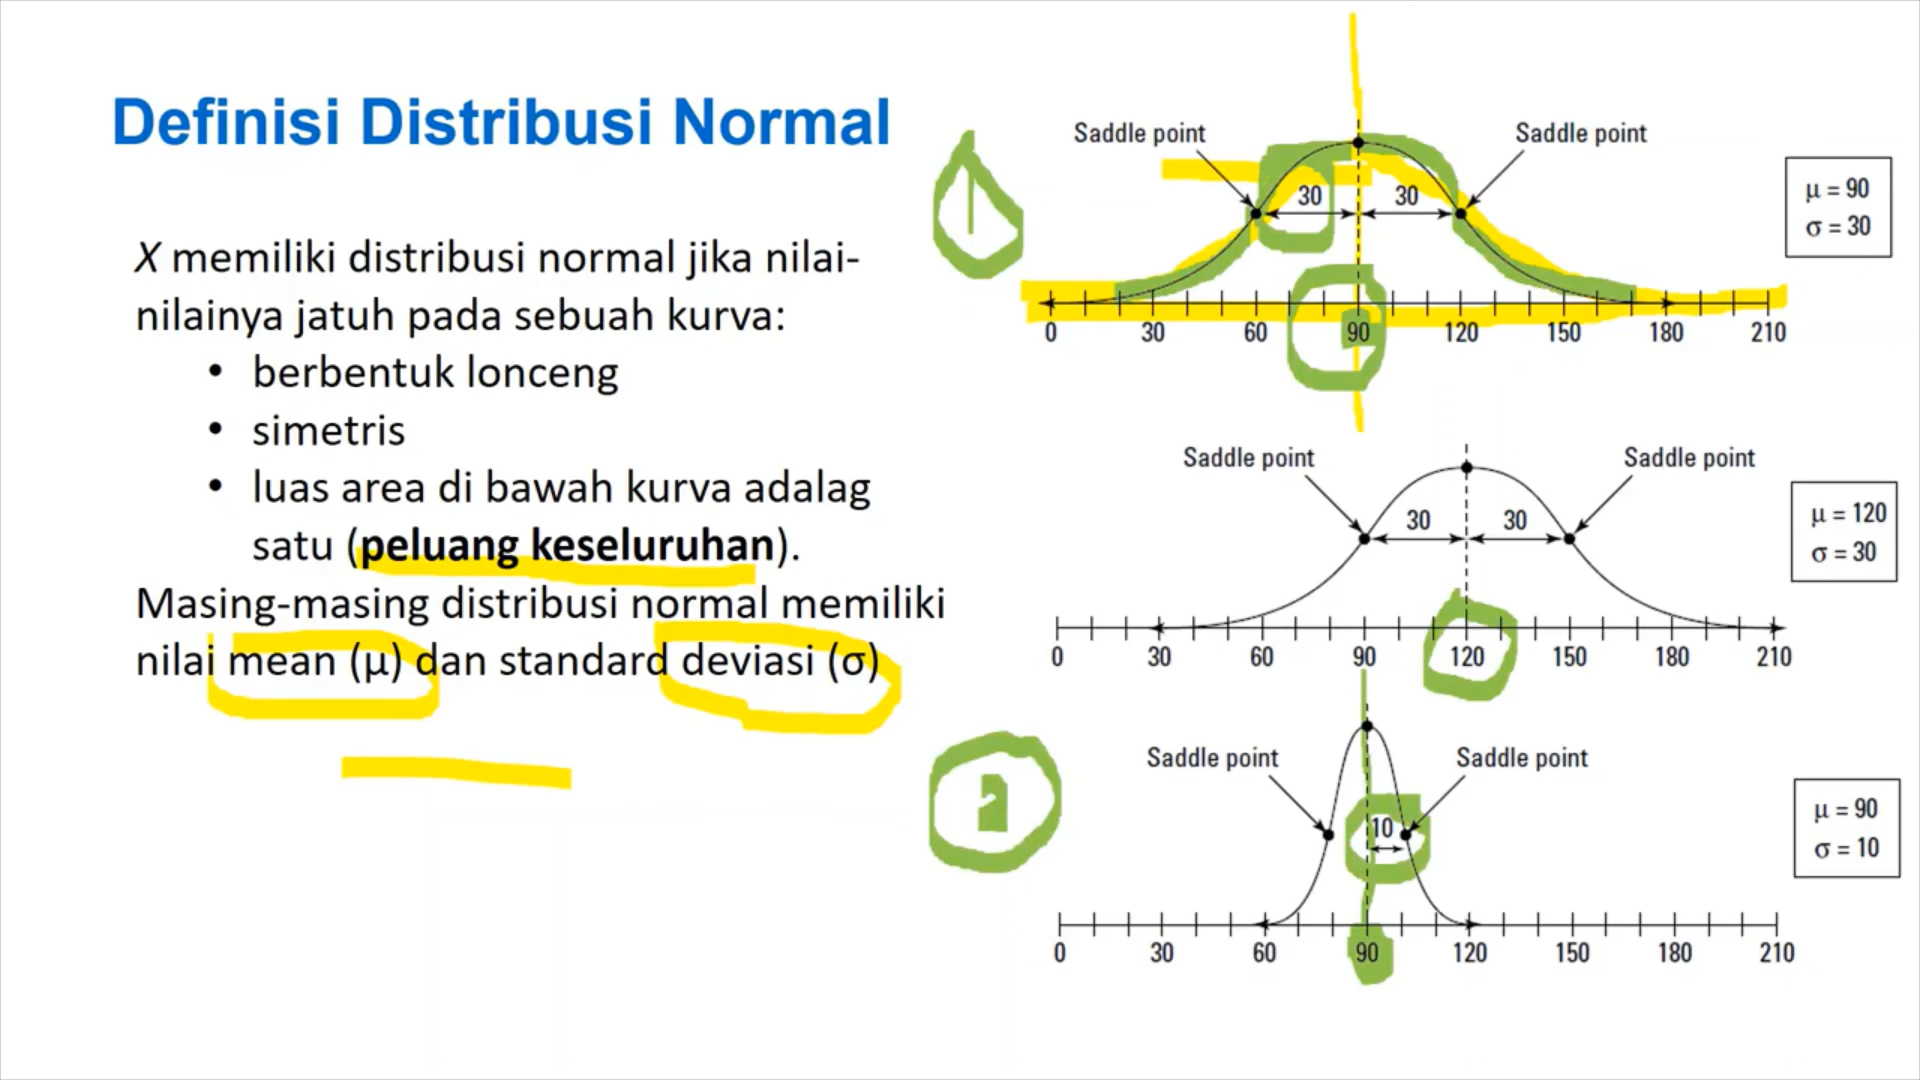 Definisi Distribusi Normal
X memiliki distribusi normal jika nilai-
nilainya jatuh pada sebuah kurva:
• berbentuk lonceng
• simetris
• luas area di bawah kurva adalag
satu (peluang keseluruhan).
Masing-masing distribusi normal memiliki
nilai mean (μ) dan standard deviasi (σ)
1
Saddle point
Saddle point
30
30
μ = 90
σ = 30
0 30 60 90 120 150 180 210
Saddle point
Saddle point
30
30
μ = 120
σ = 30
0 30 60 90 120 150 180 210
2
Saddle point
Saddle point
10
μ = 90
σ = 10
0 30 60 90 120 150 180 210